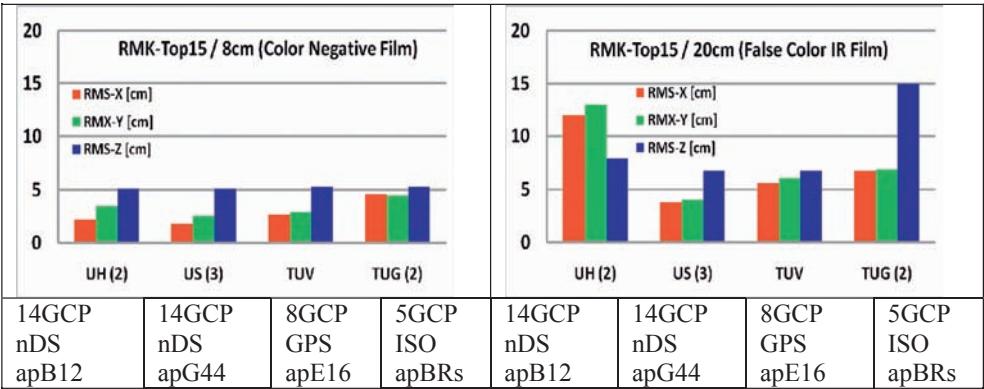 20
RMK-Top15 / 8cm (Color Negative Film)
15
RMS-X [cm]
RMX-Y [cm]
10
RMS-Z [cm]
5
0
UH (2) US (3) TUV TUG (2)
20
RMK-Top15 / 20cm (False Color IR Film)
15
RMS-X [cm]
RMX-Y [cm]
10
RMS-Z [cm]
5
0
UH (2) US (3) TUV TUG (2)
14GCP 14GCP 8GCP 5GCP 14GCP 14GCP 8GCP 5GCP
nDS nDS GPS ISO nDS nDS GPS ISO
apB12 apG44 apE16 apBRs apB12 apG44 apE16 apBRs